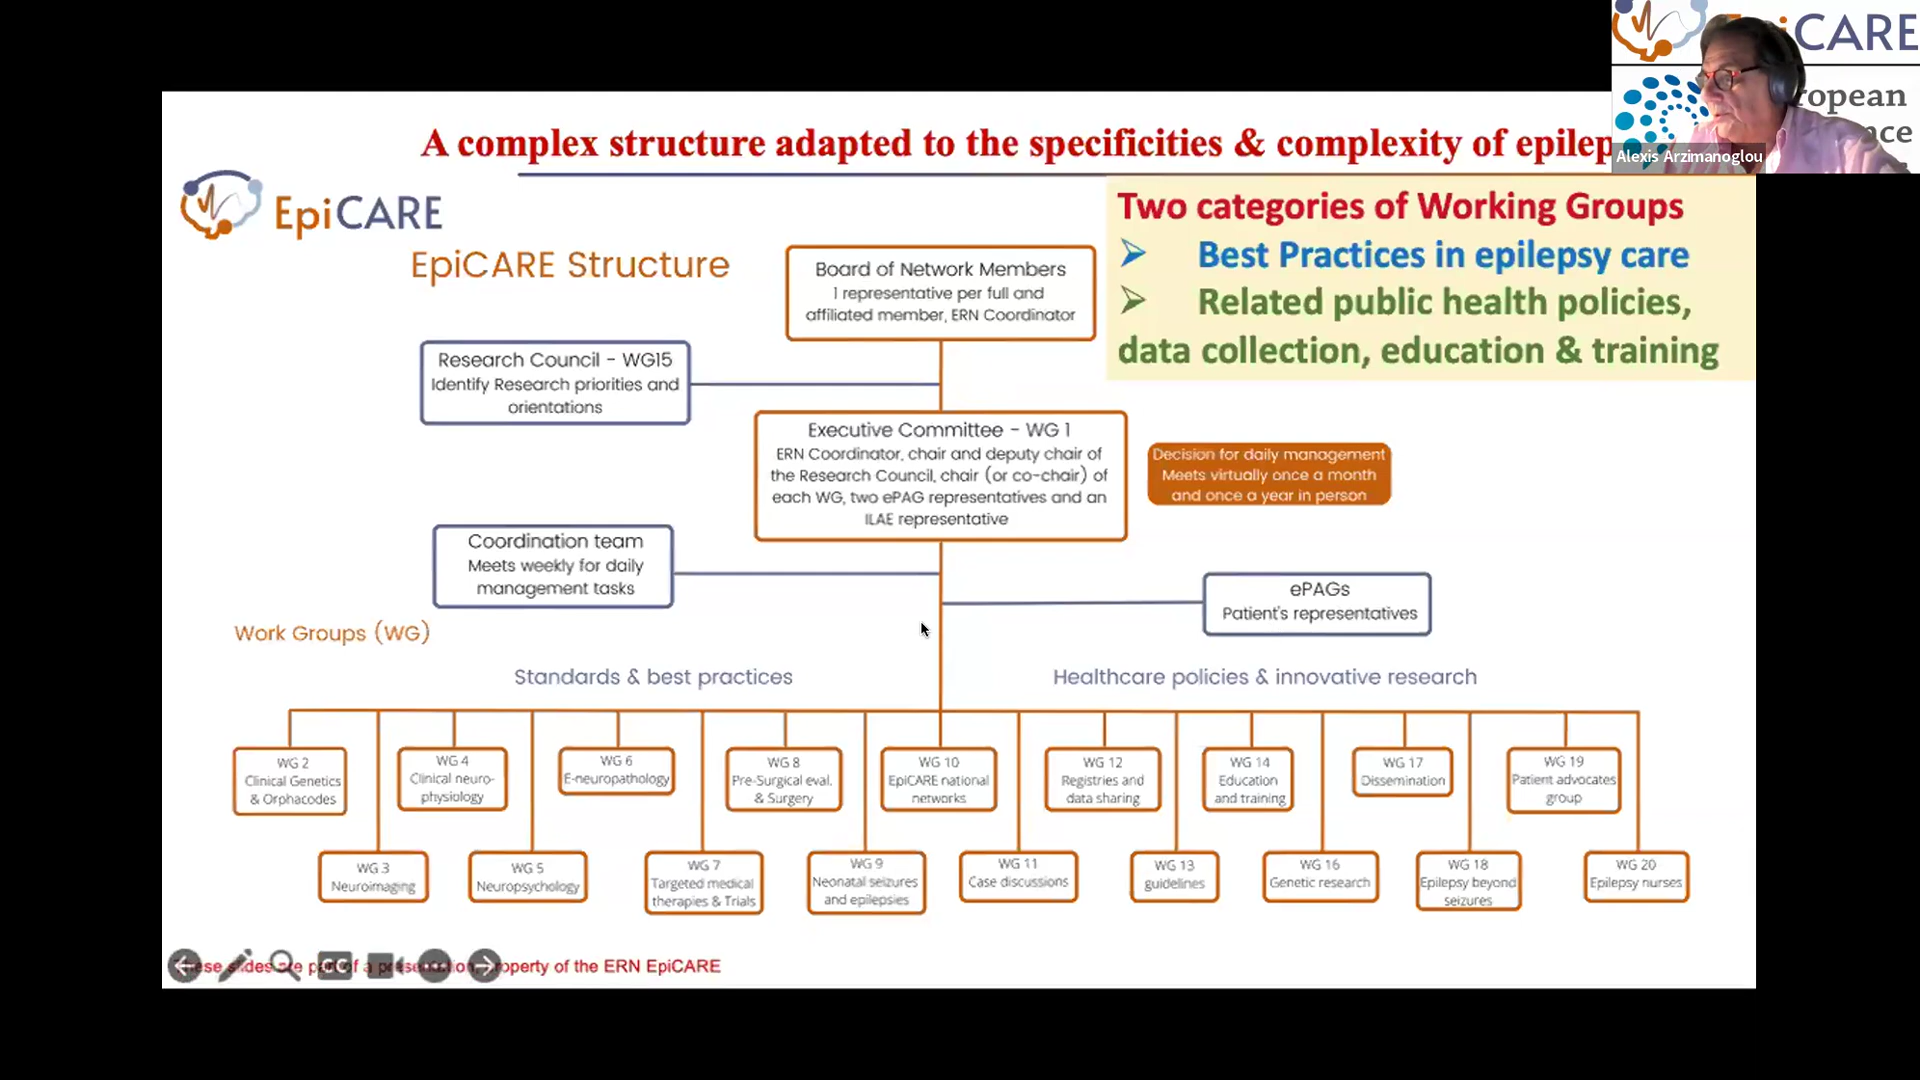 EpiCARE
ropean
nce
Alexis Arzimanoglou
A complex structure adapted to the specificities & complexity of epilep
EpiCARE
EpiCARE Structure
Two categories of Working Groups
Best Practices in epilepsy care
Related public health policies,
data collection, education & training
Board of Network Members
1 representative per full and
affiliated member, ERN Coordinator
Research Council - WG15
Identify Research priorities and
orientations
Executive Committee - WG 1
ERN Coordinator, chair and deputy chair of
the Research Council, chair (or co-chair) of
each WG, two ePAG representatives and an
ILAE representative
Decision for daily management
Meets virtually once a month
and once a year in person
Coordination team
Meets weekly for daily
management tasks
ePAGs
Patient's representatives
Work Groups (WG)
Standards & best practices
Healthcare policies & innovative research
WG 2
Clinical Genetics
& Orphacodes
WG 4
Clinical neuro-
physiology
WG 6
E-neuropathology
WG 8
Pre-Surgical eval.
& Surgery
WG 10
EpiCARE national
networks
WG 12
Registries and
data sharing
WG 14
Education
and training
WG 17
Dissemination
WG 19
Patient advocates
group
WG 3
Neuroimaging
WG 5
Neuropsychology
WG 7
Targeted medical
therapies & Trials
WG 9
Neonatal seizures
and epilepsies
WG 11
Case discussions
WG 13
guidelines
WG 16
Genetic research
WG 18
Epilepsy beyond
seizures
WG 20
Epilepsy nurses
These slides are part of a presentation, property of the ERN EpiCARE
CC